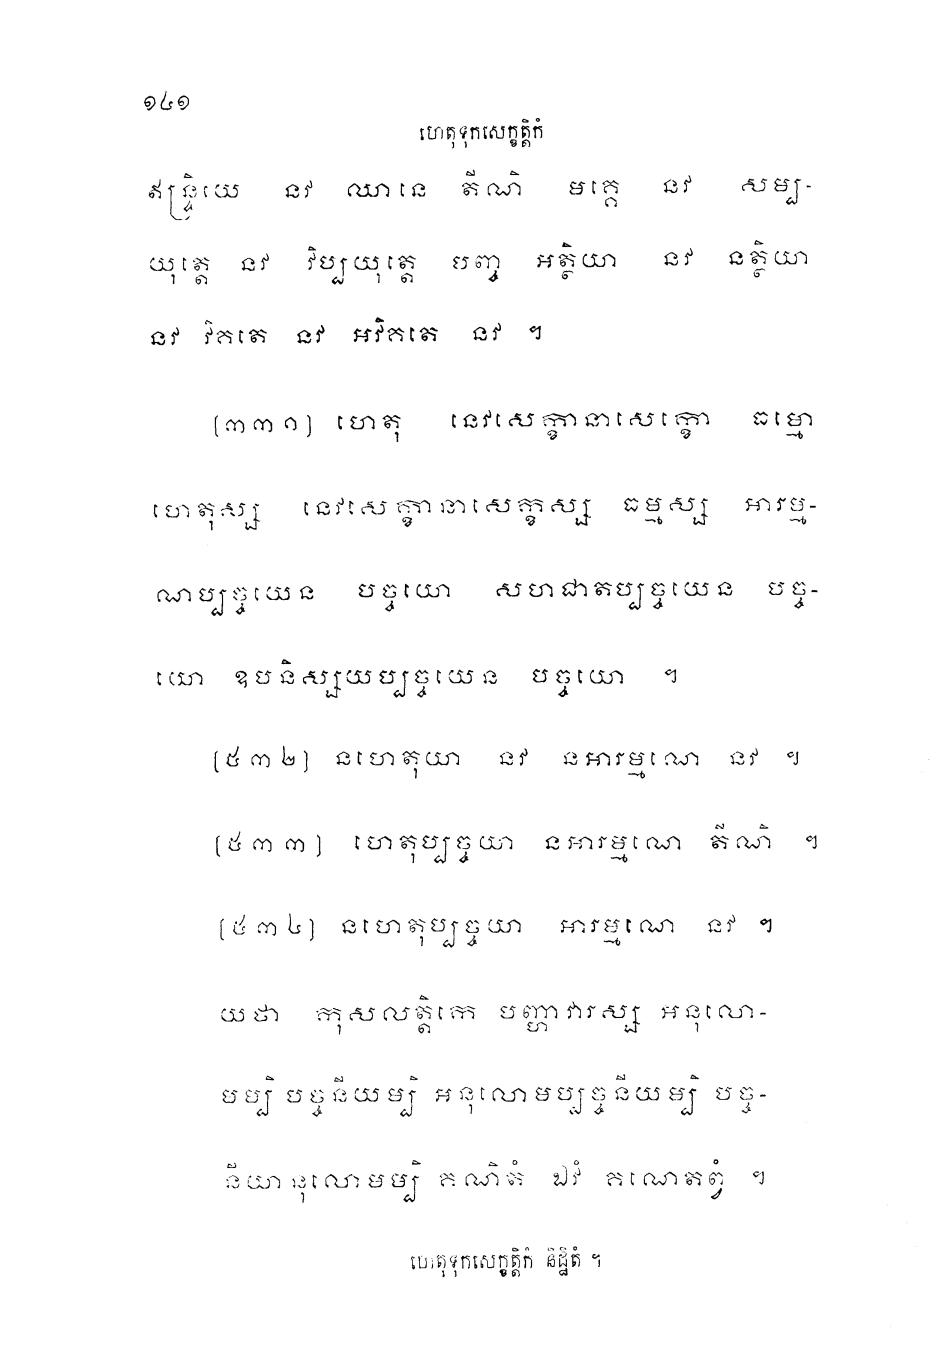 ១៤១
ហេតុទុកសេក្ខត្តិកំ
ឥន្ទ្រិយេ នវ ឈានេ តីណិ មគ្គេ នវ សម្ប-
យុត្តេ នវ វិប្បយុត្តេ បញ្ច អត្ថិយា នវ នត្ថិយា
នវ វិគតេ នវ អវិគតេ នវ ។
(៣៣១) ហេតុ នេវសេក្ខានាសេក្ខោ ធម្មោ
ហេតុស្ស នេវសេក្ខានាសេក្ខស្ស ធម្មស្ស អារម្ម-
ណប្បច្ចយេន បច្ចយោ សហជាតប្បច្ចយេន បច្ច-
យោ ឧបនិស្សយប្បច្ចយេន បច្ចយោ ។
(៥៣២) នហេតុយា នវ នអារម្មណេ នវ ។
(៥៣៣) ហេតុប្បច្ចយា នអារម្មណេ តីណិ ។
(៥៣៤) នហេតុប្បច្ចយា អារម្មណេ នវ ។
យថា កុសលត្តិកេ បញ្ហាវារស្ស អនុលោ-
មម្បិ បច្ចនីយម្បិ អនុលោមប្បច្ចនីយម្បិ បច្ច-
នីយានុលោមម្បិ គណិតំ ឯវំ គណេតព្វំ ។
ហេតុទុកសេក្ខត្តិកំ និដ្ឋិតំ ។